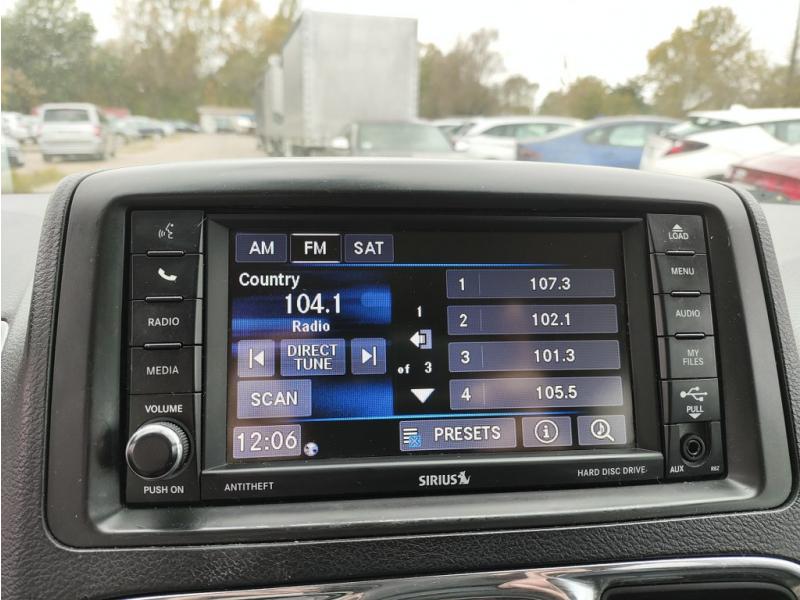 AM FM SAT
Country
104.1
Radio
DIRECT
TUNE
SCAN
12:06
1
of 3
1 107.3
2 102.1
3 101.3
4 105.5
PRESETS
RADIO
MEDIA
VOLUME
PUSH ON
LOAD
MENU
AUDIO
MY
FILES
PULL
AUX
RBZ
ANTITHEFT
SIRIUS
HARD DISC DRIVE